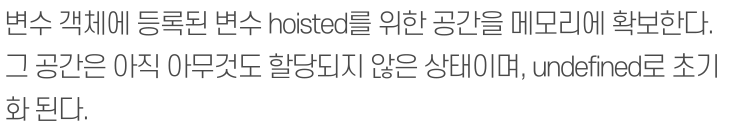 변수 객체에 등록된 변수 hoisted를 위한 공간을 메모리에 확보한다.
그 공간은 아직 아무것도 할당되지 않은 상태이며, undefined로 초기
화 된다.